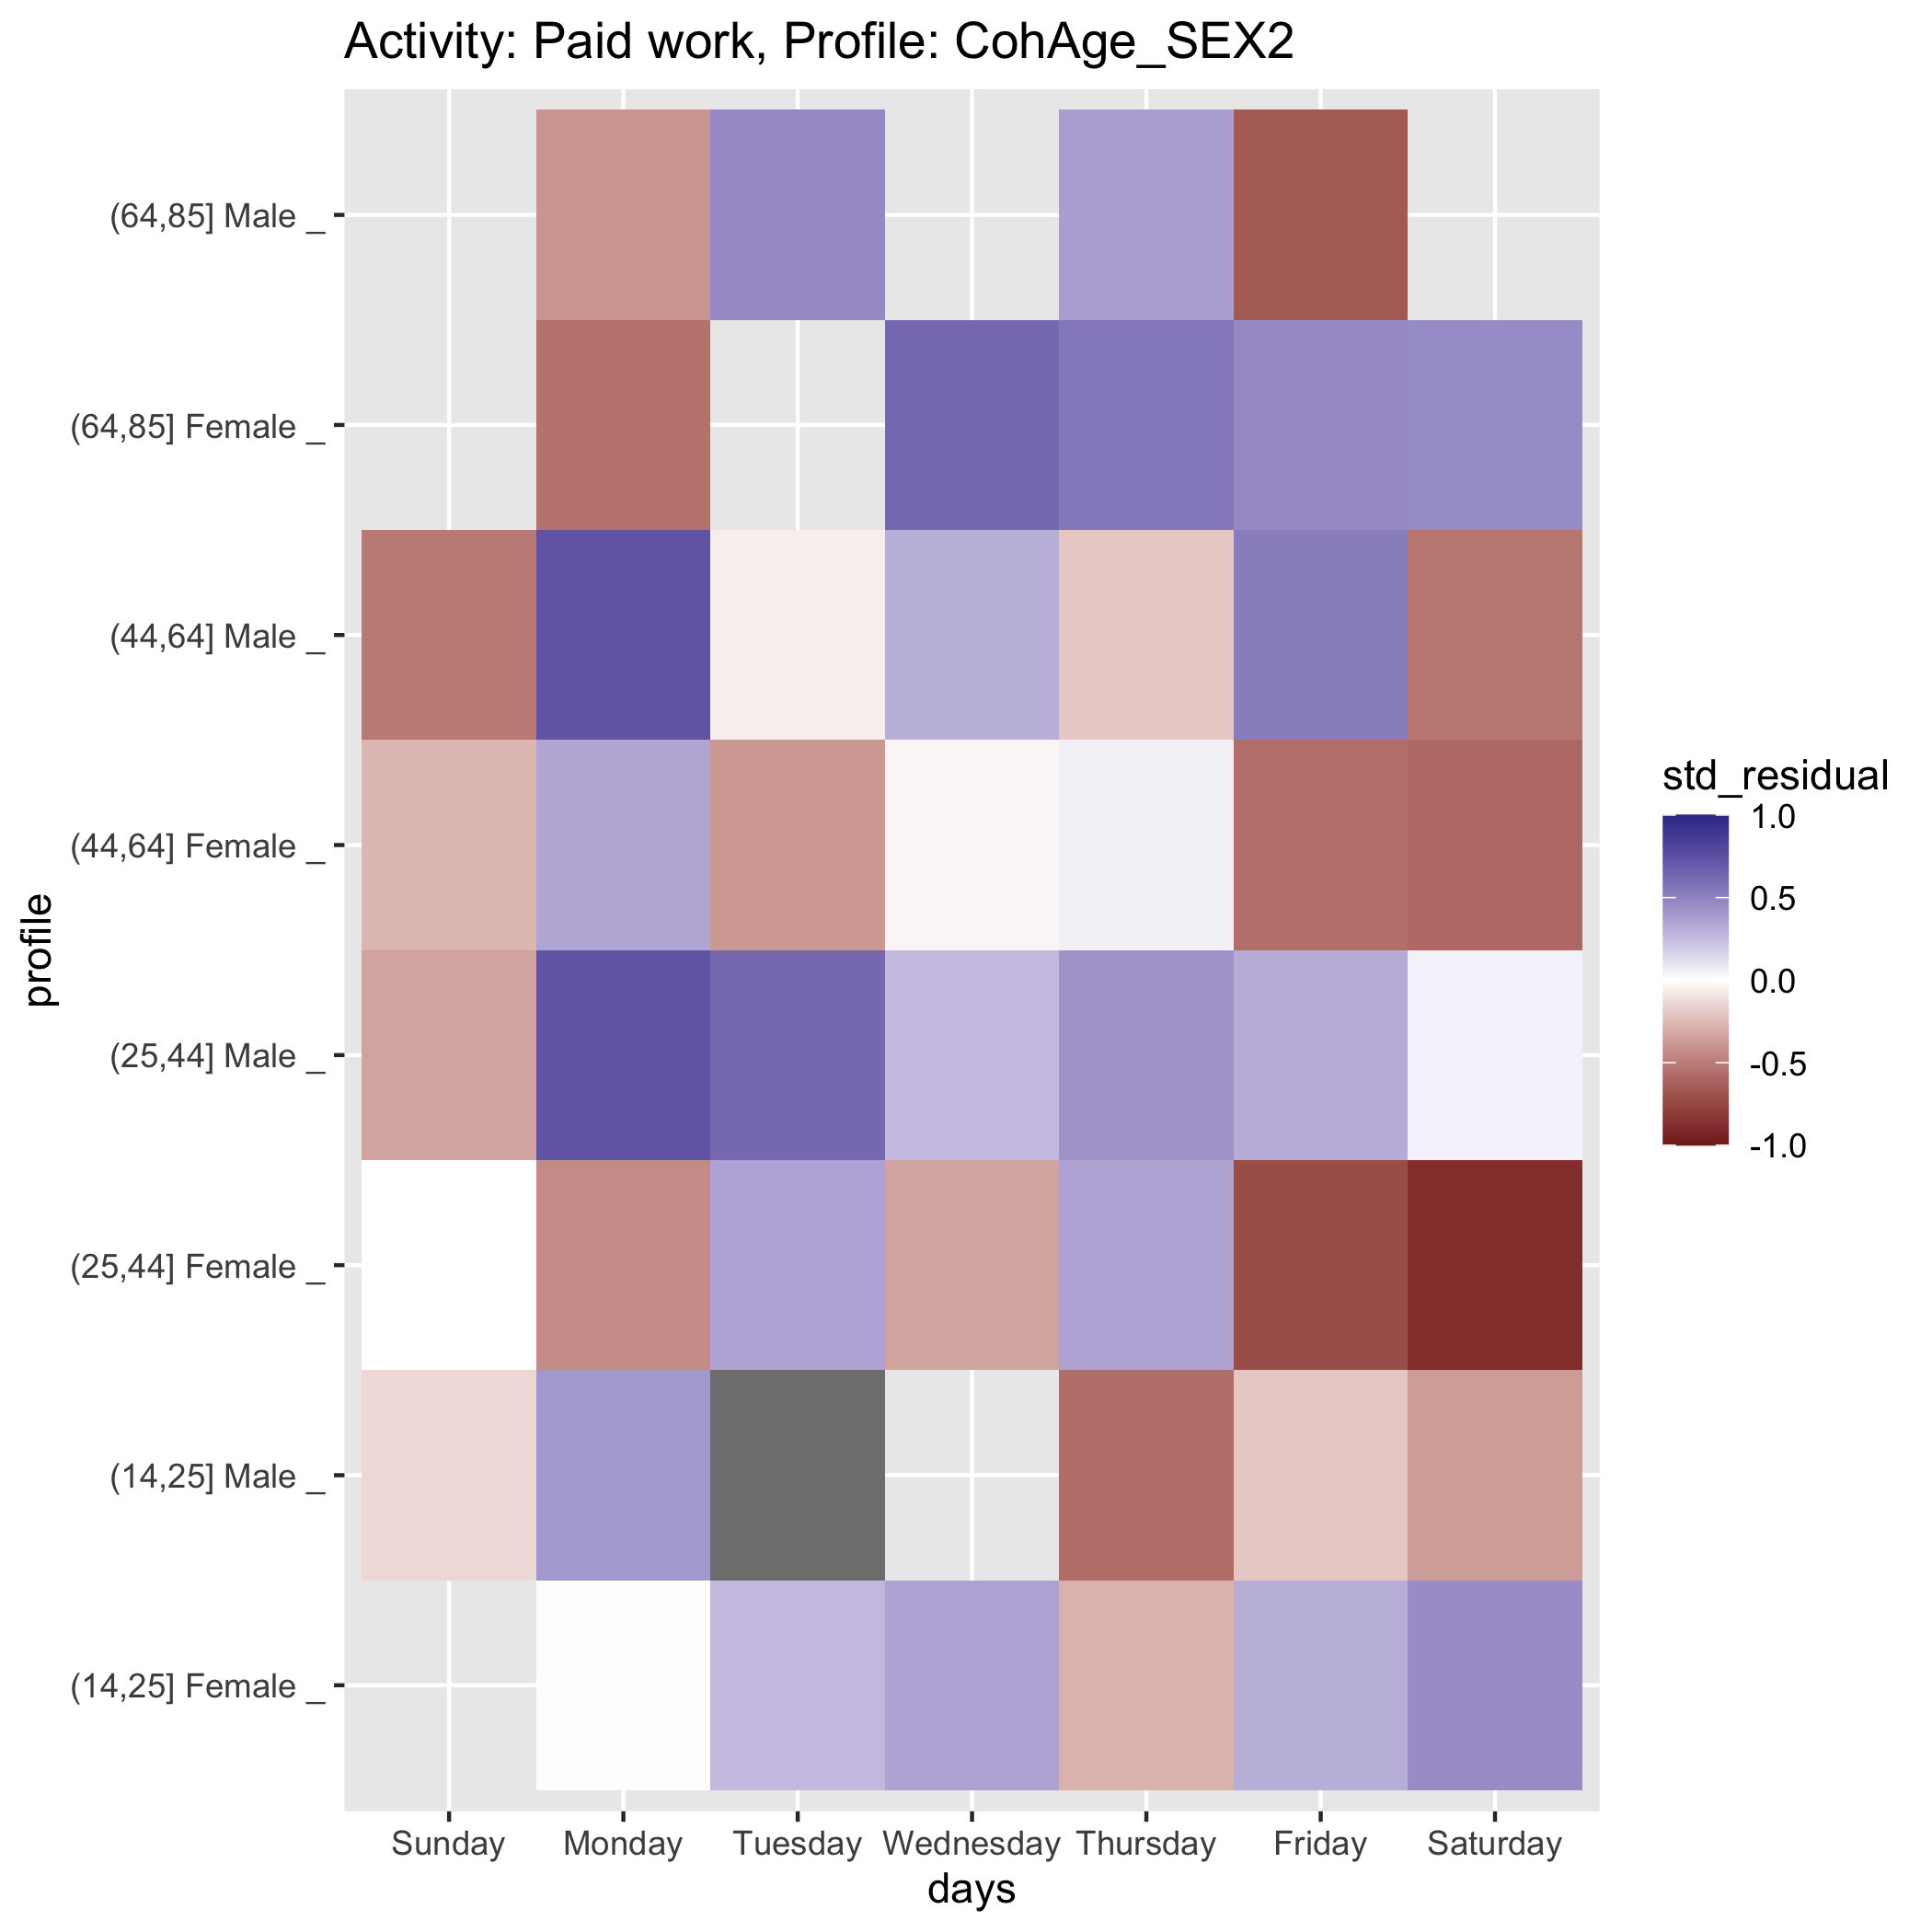 Activity: Paid work, Profile: CohAge_SEX2
(64,85] Male _
(64,85] Female _
(44,64] Male _
(44,64] Female _
(25,44] Male _
(25,44] Female _
(14,25] Male _
(14,25] Female _
profile
Sunday Monday Tuesday Wednesday Thursday Friday Saturday
days
std_residual
1.0
0.5
0.0
-0.5
-1.0